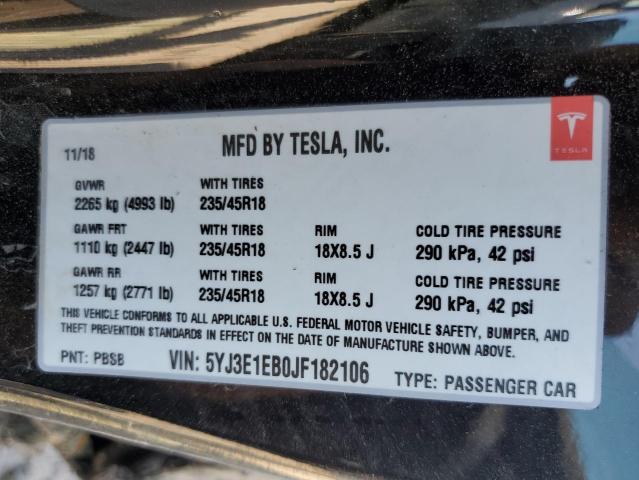 11/18 MFD BY TESLA, INC. TESLA
GVWR WITH TIRES
2265 kg (4993 lb) 235/45R18
GAWR FRT WITH TIRES RIM COLD TIRE PRESSURE
1110 kg (2447 lb) 235/45R18 18X8.5 J 290 kPa, 42 psi
GAWR RR WITH TIRES RIM COLD TIRE PRESSURE
1257 kg (2771 lb) 235/45R18 18X8.5 J 290 kPa, 42 psi
THIS VEHICLE CONFORMS TO ALL APPLICABLE U.S. FEDERAL MOTOR VEHICLE SAFETY, BUMPER, AND
THEFT PREVENTION STANDARDS IN EFFECT ON THE DATE OF MANUFACTURE SHOWN ABOVE.
PNT: PBSB VIN: 5YJ3E1EB0JF182106 TYPE: PASSENGER CAR